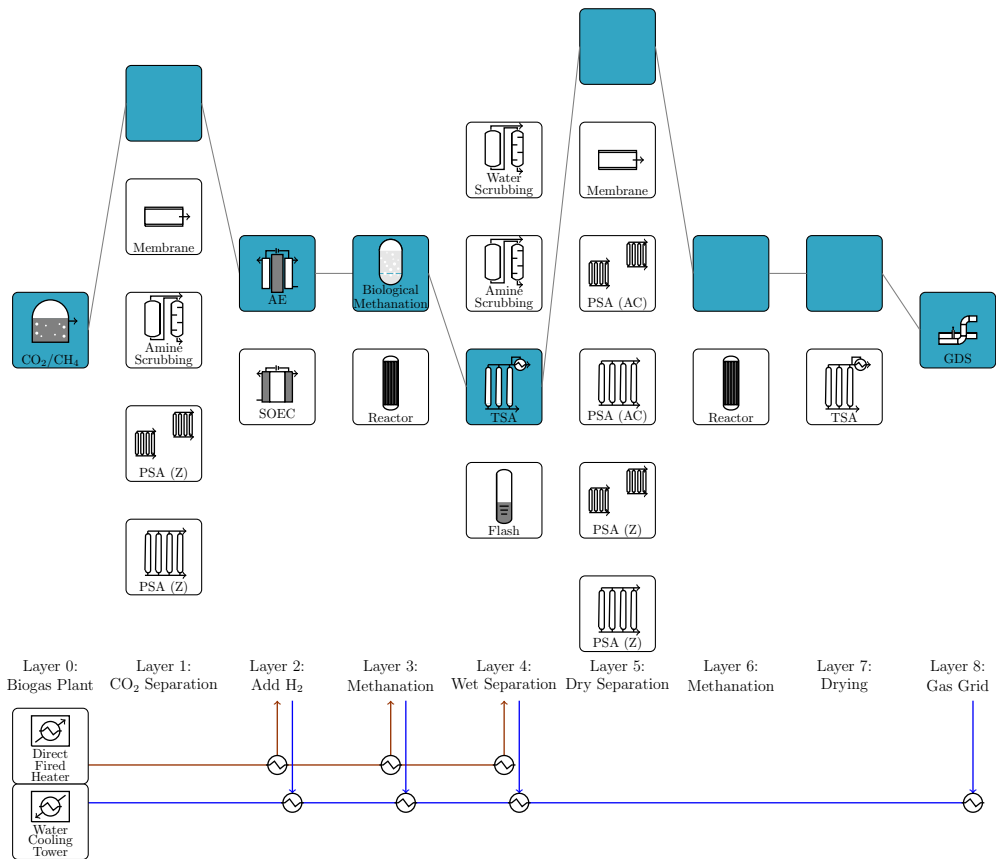 Water
Scrubbing
Membrane
Membrane
AE
Biological
Methanation
Amine
Scrubbing
PSA (AC)
CO₂/CH₄
Amine
Scrubbing
GDS
SOEC
Reactor
TSA
PSA (AC)
Reactor
TSA
PSA (Z)
Flash
PSA (Z)
PSA (Z)
PSA (Z)
Layer 0:
Biogas Plant
Layer 1:
CO₂ Separation
Layer 2:
Add H₂
Layer 3:
Methanation
Layer 4:
Wet Separation
Layer 5:
Dry Separation
Layer 6:
Methanation
Layer 7:
Drying
Layer 8:
Gas Grid
Direct
Fired
Heater
Water
Cooling
Tower